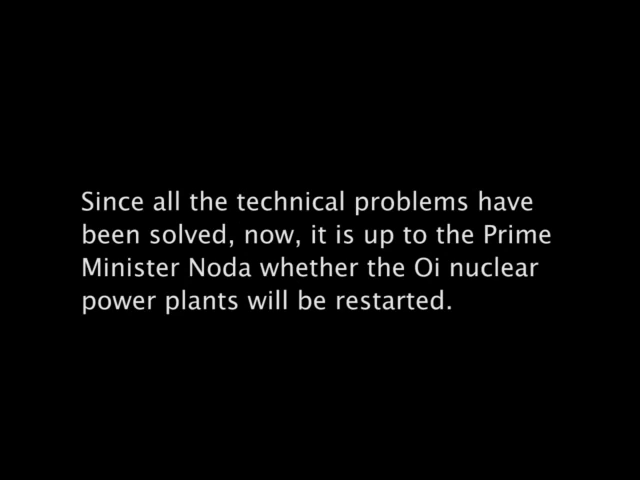 Since all the technical problems have
been solved, now, it is up to the Prime
Minister Noda whether the Oi nuclear
power plants will be restarted.